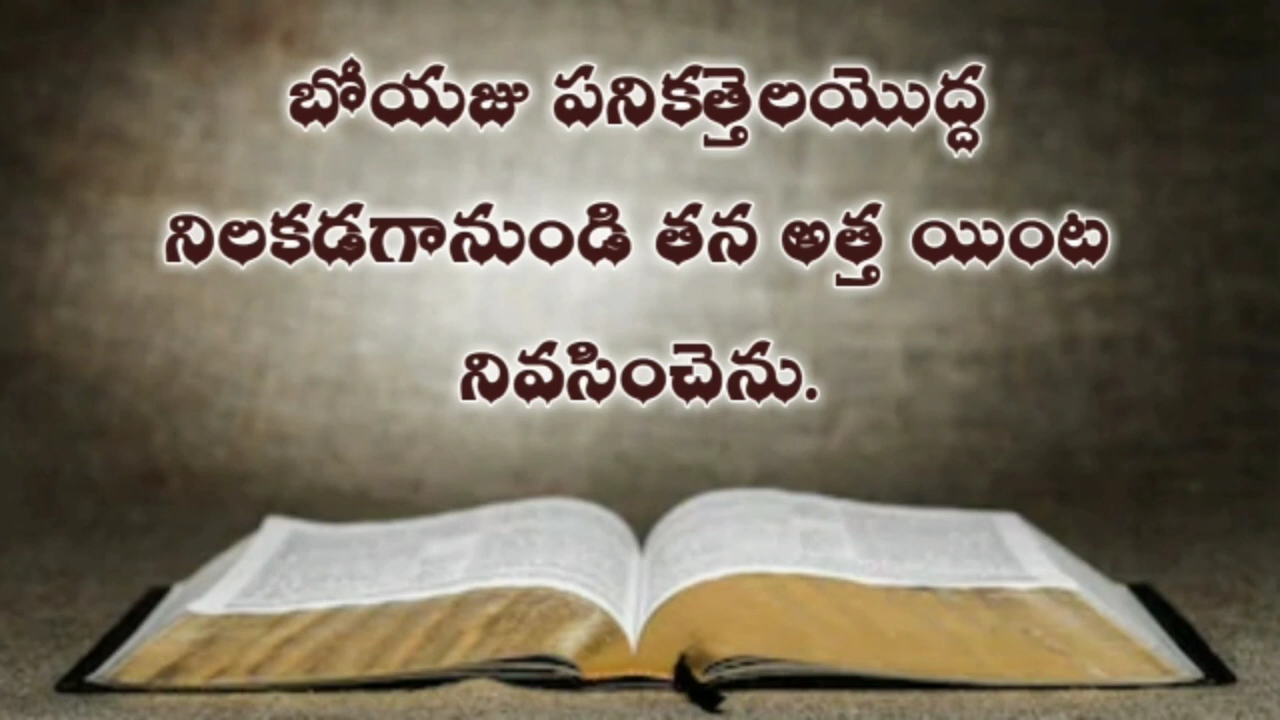 బోయజు పనికత్తెలయొద్ద
నిలకడగానుండి తన అత్త యింట
నివసించెను.